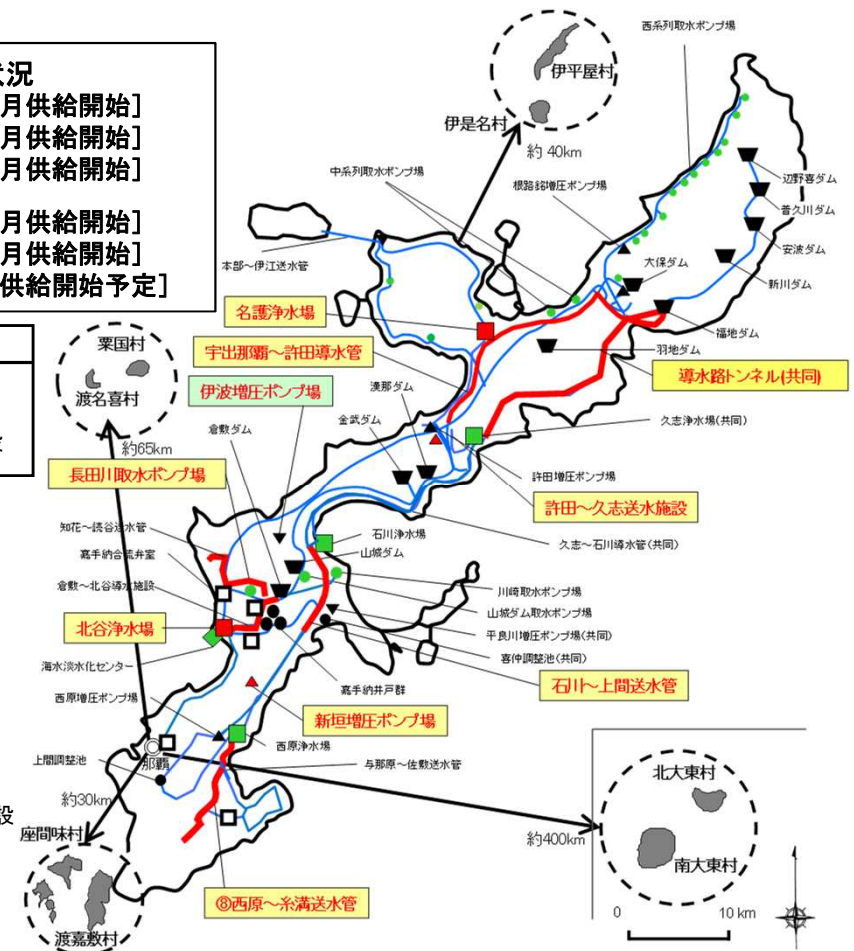 状況
月供給開始]
月供給開始]
月供給開始]
月供給開始]
月供給開始]
供給開始予定]
西系列取水ポンプ場
伊平屋村
伊是名村
約40km
中系列取水ポンプ場
根路銘増圧ポンプ場
辺野喜ダム
普久川ダム
安波ダム
新川ダム
大保ダム
福地ダム
羽地ダム
本部～伊江送水管
名護浄水場
宇出那覇～許田導水管
導水路トンネル(共同)
粟国村
渡名喜村
約65km
伊波増圧ポンプ場
漢那ダム
金武ダム
倉敷ダム
久志浄水場(共同)
長田川取水ポンプ場
許田増圧ポンプ場
許田～久志送水施設
久志～石川導水管(共同)
知花～読谷送水管
嘉手納合流弁室
倉敷～北谷導水施設
石川浄水場
山城ダム
川崎取水ポンプ場
山城ダム取水ポンプ場
平良川増圧ポンプ場(共同)
喜仲調整池(共同)
北谷浄水場
海水淡水化センター
石川～上間送水管
嘉手納井戸群
西原増圧ポンプ場
新垣増圧ポンプ場
西原浄水場
上間調整池
那覇
与那原～佐敷送水管
約30km
設
座間味村
渡嘉敷村
⑧西原～糸満送水管
約400km
北大東村
南大東村
0
10 km